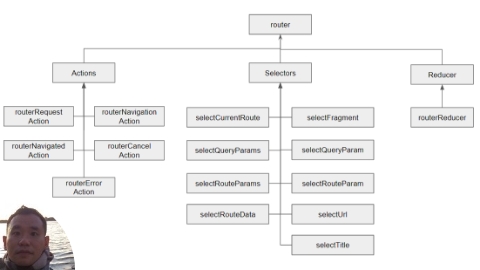 router
Actions
Selectors
Reducer
routerRequest
Action
routerNavigation
Action
selectCurrentRoute
selectFragment
routerReducer
routerNavigated
Action
routerCancel
Action
selectQueryParams
selectQueryParam
routerError
Action
selectRouteParams
selectRouteParam
selectRouteData
selectUrl
selectTitle